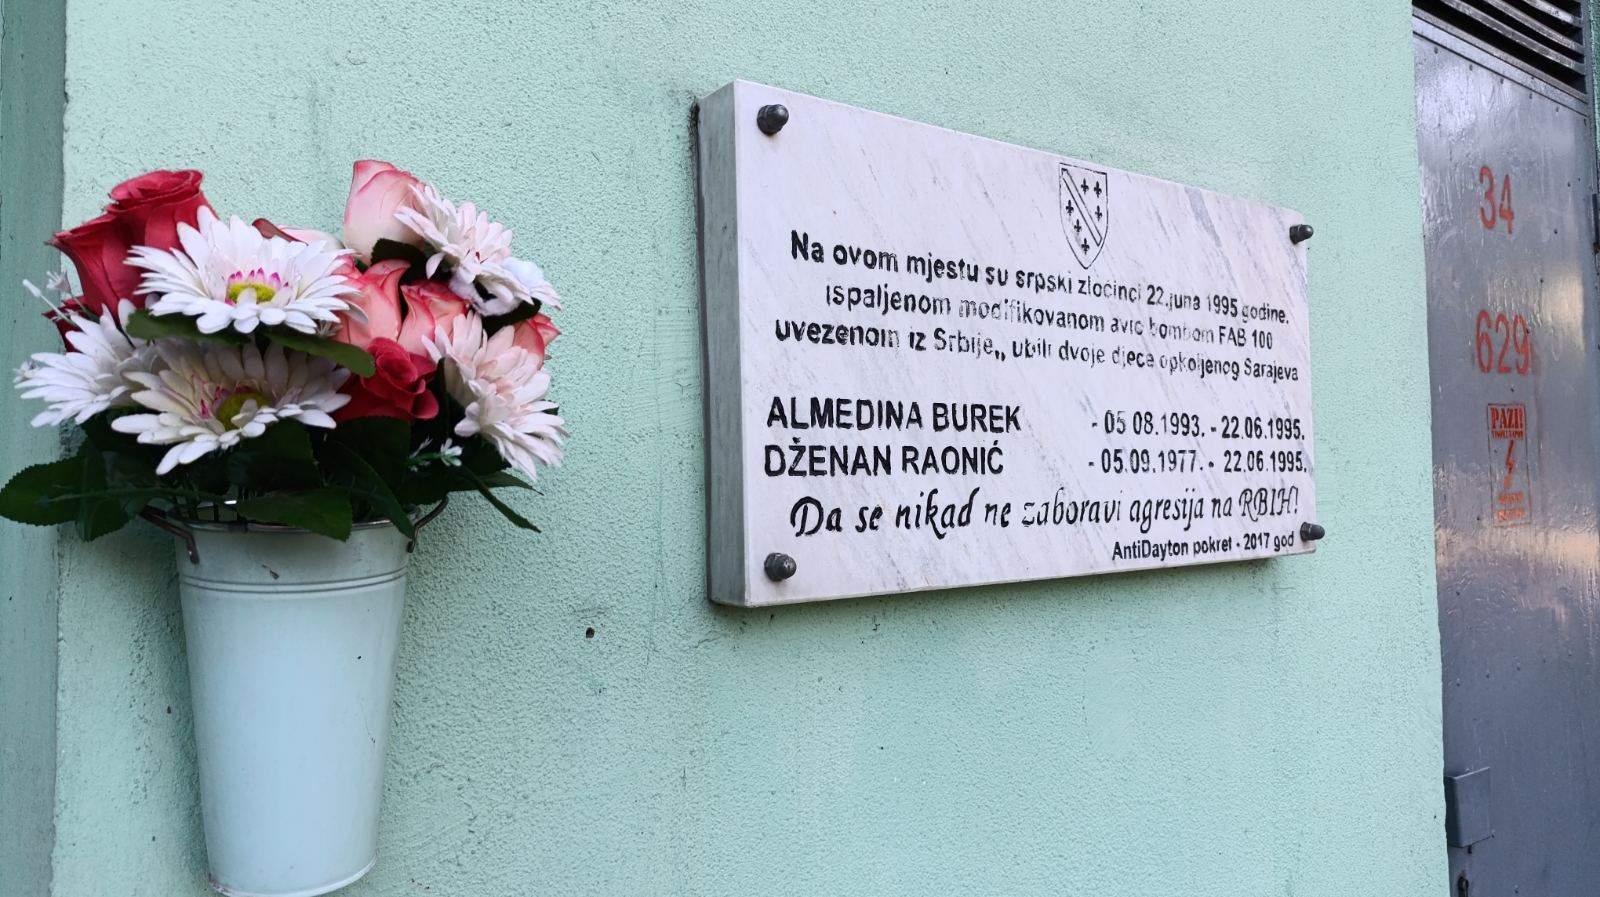 Na ovom mjestu su srpski zločinci 22.juna 1995 godine.
ispaljenom modifikovanom avio bombom FAB 100
uvezenom iz Srbije,, ubili dvoje djece opkoljenog Sarajeva
ALMEDINA BUREK - 05 08.1993. - 22.06.1995.
DŽENAN RAONIĆ - 05.09.1977. - 22.06.1995.
Da se nikad ne zaboravi agresija na RBIH!
AntiDayton pokret - 2017 god
34
629
PAZI!